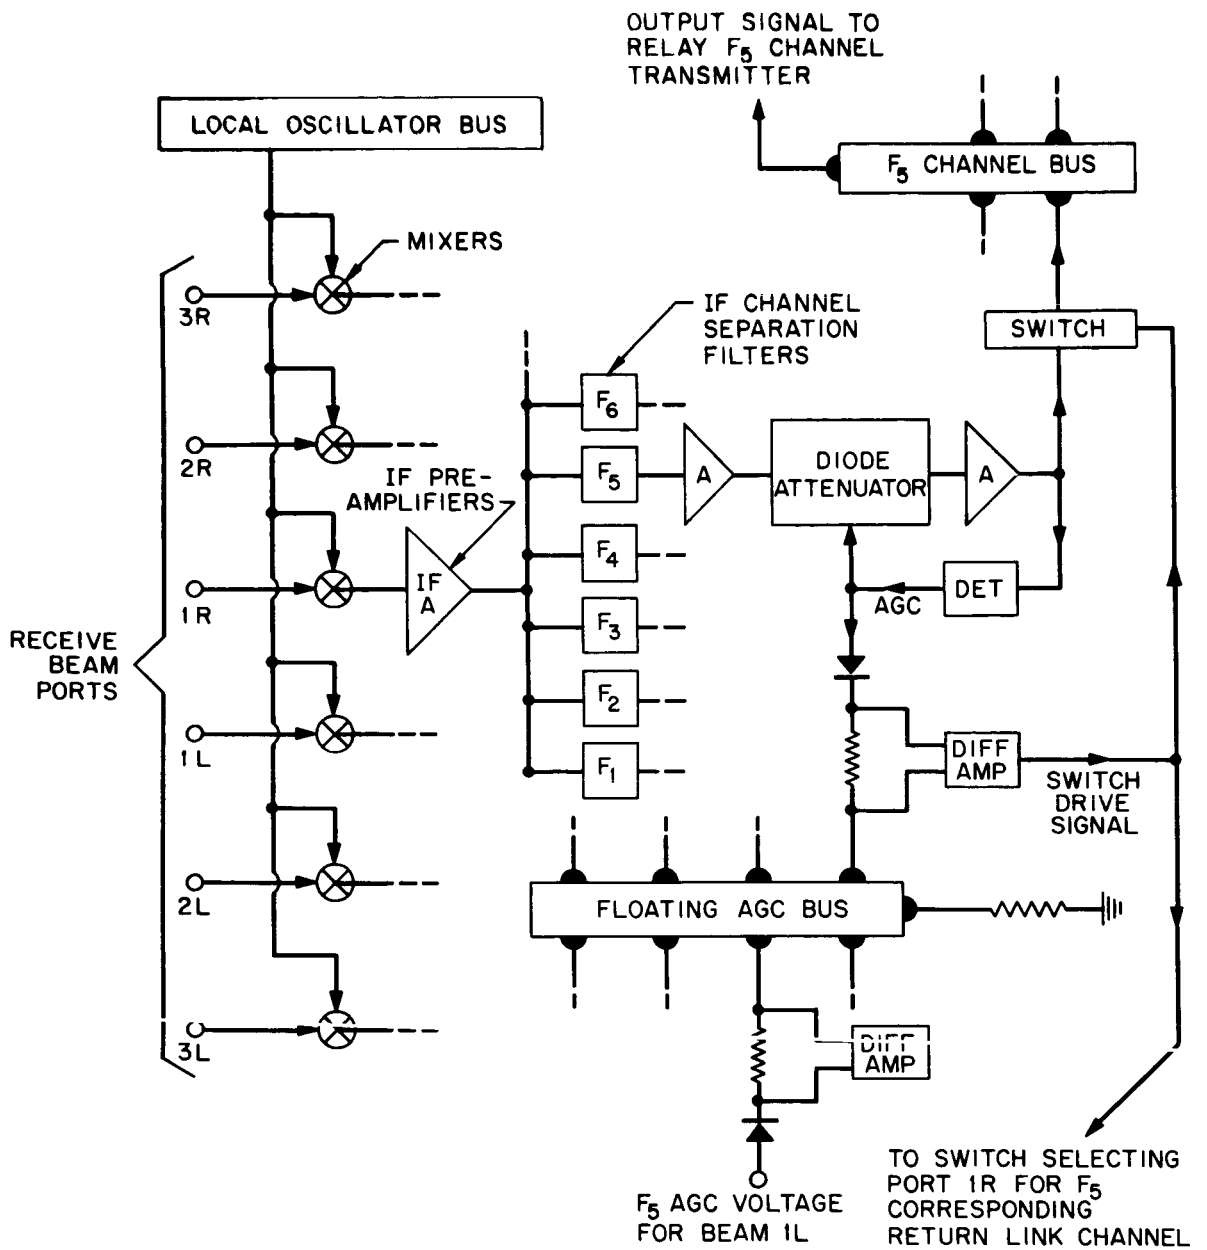 OUTPUT SIGNAL TO
RELAY F5 CHANNEL
TRANSMITTER
LOCAL OSCILLATOR BUS
F5 CHANNEL BUS
MIXERS
3R
IF CHANNEL
SEPARATION
FILTERS
SWITCH
F6
2R
IF PRE-
AMPLIFIERS
F5
A
DIODE
ATTENUATOR
A
F4
1R
IF
A
AGC
DET
F3
RECEIVE
BEAM
PORTS
F2
1L
F1
DIFF
AMP
SWITCH
DRIVE
SIGNAL
2L
FLOATING AGC BUS
3L
DIFF
AMP
F5 AGC VOLTAGE
FOR BEAM 1L
TO SWITCH SELECTING
PORT 1R FOR F5
CORRESPONDING
RETURN LINK CHANNEL